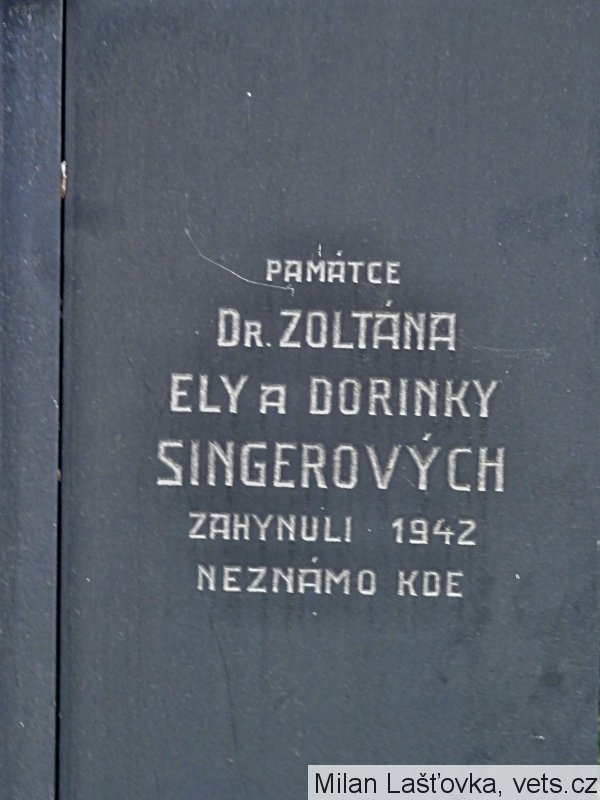 PAMÁTCE
DR. ZOLTÁNA
ELY A DORINKY
SINGEROVÝCH
ZAHYNULI 1942
NEZNÁMO KDE
Milan Lašťovka, vets.cz